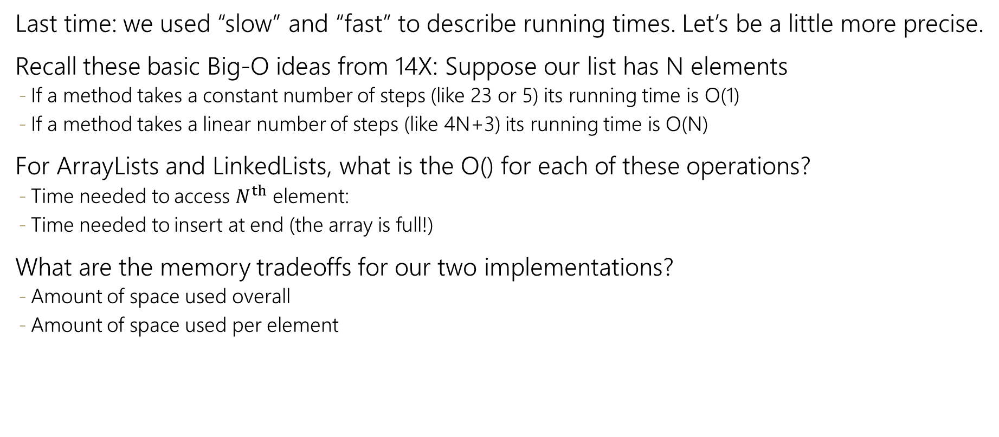 Last time: we used “slow” and “fast” to describe running times. Let’s be a little more precise.
Recall these basic Big-O ideas from 14X: Suppose our list has N elements
- If a method takes a constant number of steps (like 23 or 5) its running time is O(1)
- If a method takes a linear number of steps (like 4N+3) its running time is O(N)
For ArrayLists and LinkedLists, what is the O() for each of these operations?
- Time needed to access 𝑁ᵗʰ element:
- Time needed to insert at end (the array is full!)
What are the memory tradeoffs for our two implementations?
- Amount of space used overall
- Amount of space used per element